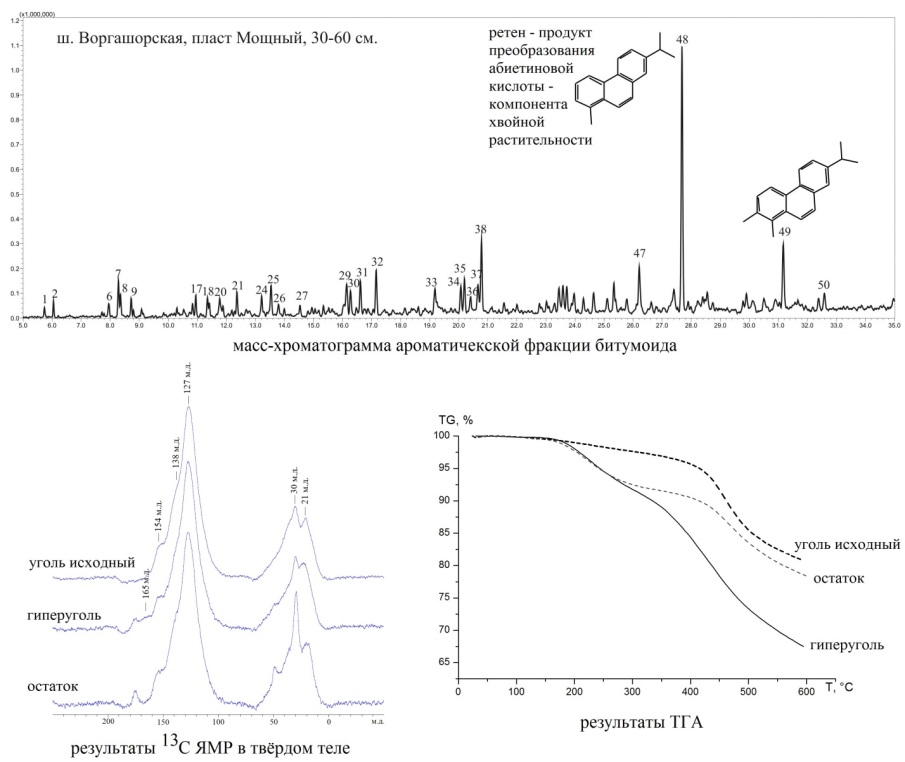 (x1,000,000)
1.2
1.1
1.0
0.9
0.8
0.7
0.6
0.5
0.4
0.3
0.2
0.1
0.0
ш. Воргашорская, пласт Мощный, 30-60 см.
ретен - продукт
преобразования
абиетиновой
кислоты -
компонента
хвойной
растительности
48
49
1
2
6
7
8
9
17
18
20
21
24
25
26
27
29
30
31
32
33
34
35
36
37
38
47
50
5.0 6.0 7.0 8.0 9.0 10.0 11.0 12.0 13.0 14.0 15.0 16.0 17.0 18.0 19.0 20.0 21.0 22.0 23.0 24.0 25.0 26.0 27.0 28.0 29.0 30.0 31.0 32.0 33.0 34.0 35.0
масс-хроматограмма ароматичекской фракции битумоида
127 м.д.
138 м.д.
154 м.д.
165 м.д.
30 м.д.
21 м.д.
уголь исходный
гиперуголь
остаток
200 150 100 50 0 м.д.
результаты ¹³C ЯМР в твёрдом теле
TG, %
100
95
90
85
80
75
70
65
уголь исходный
остаток
гиперуголь
0 100 200 300 400 500 600
T, °C
результаты ТГА